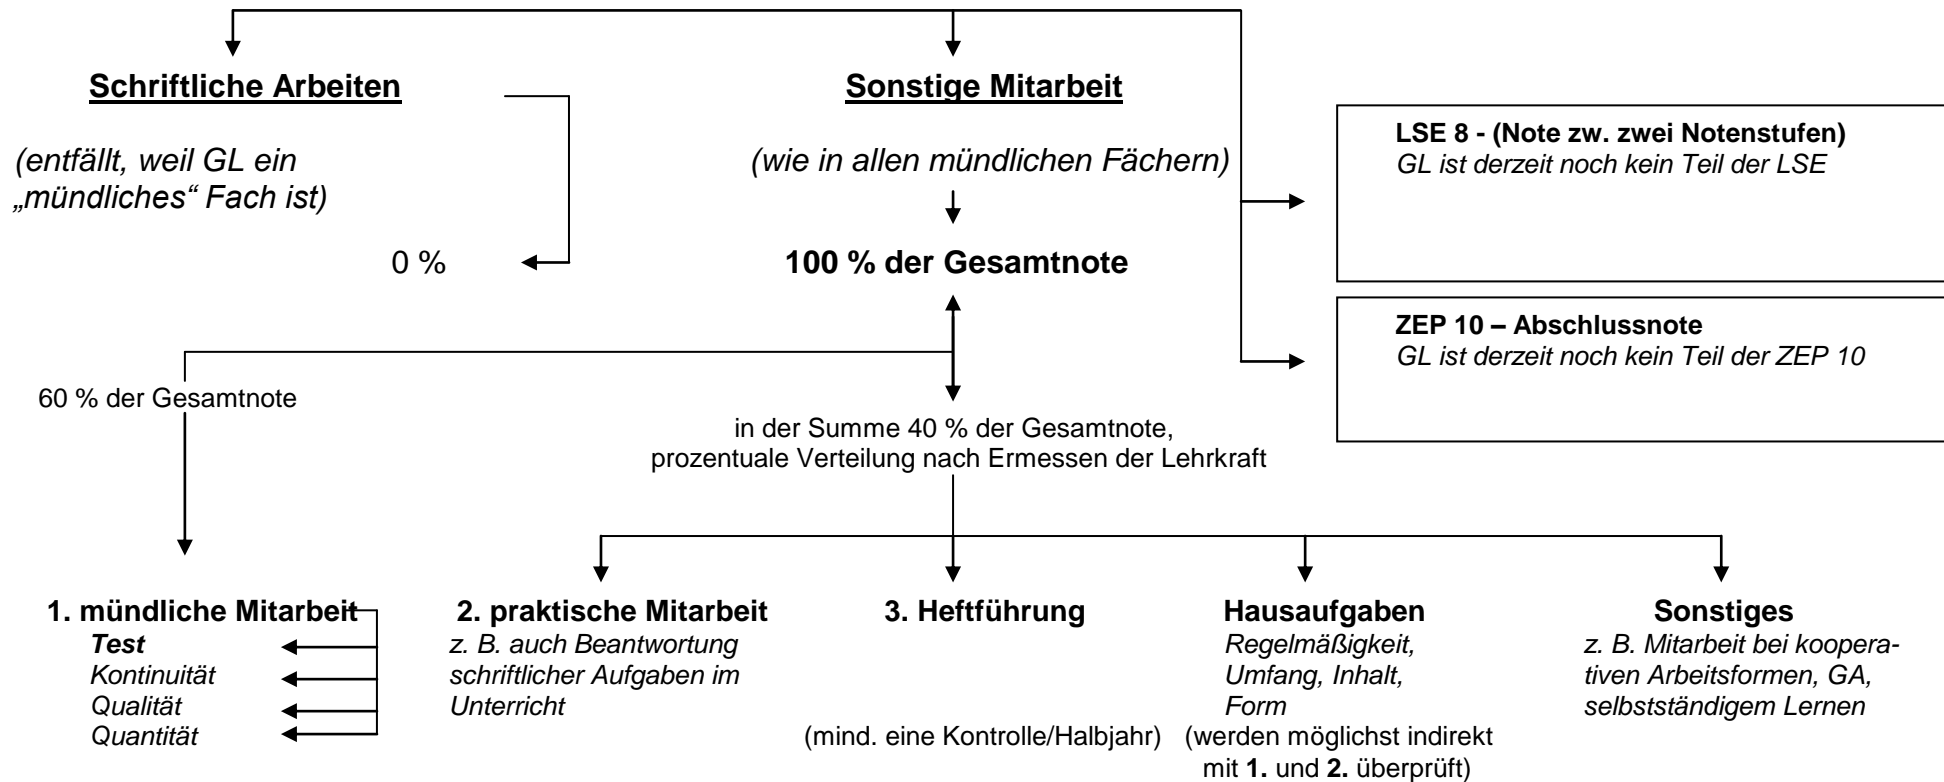 Schriftliche Arbeiten
(entfällt, weil GL ein
„mündliches“ Fach ist)
0 %
Sonstige Mitarbeit
(wie in allen mündlichen Fächern)
100 % der Gesamtnote
LSE 8 - (Note zw. zwei Notenstufen)
GL ist derzeit noch kein Teil der LSE
ZEP 10 – Abschlussnote
GL ist derzeit noch kein Teil der ZEP 10
60 % der Gesamtnote
in der Summe 40 % der Gesamtnote,
prozentuale Verteilung nach Ermessen der Lehrkraft
1. mündliche Mitarbeit
Test
Kontinuität
Qualität
Quantität
2. praktische Mitarbeit
z. B. auch Beantwortung
schriftlicher Aufgaben im
Unterricht
3. Heftführung
(mind. eine Kontrolle/Halbjahr)
Hausaufgaben
Regelmäßigkeit,
Umfang, Inhalt,
Form
(werden möglichst indirekt
mit 1. und 2. überprüft)
Sonstiges
z. B. Mitarbeit bei koopera-
tiven Arbeitsformen, GA,
selbstständigem Lernen